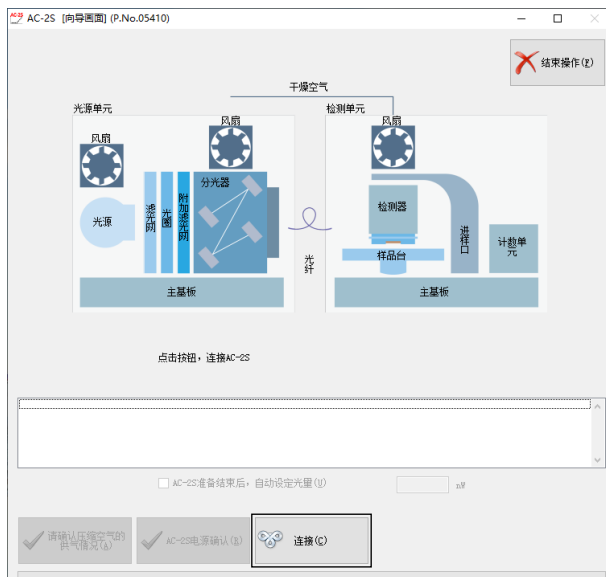 AC-2S [向导画面] (P.No.05410)
结束操作(E)
干燥空气
光源单元
检测单元
风扇
风扇
风扇
光源
滤光网
光圈
附加滤光网
分光器
光纤
检测器
样品台
进样口
计数单元
主基板
主基板
点击按钮，连接AC-2S
AC-2S准备结束后，自动设定光量(U)
nW
请确认压缩空气的
供气情况(A)
AC-2S电源确认(B)
连接(C)